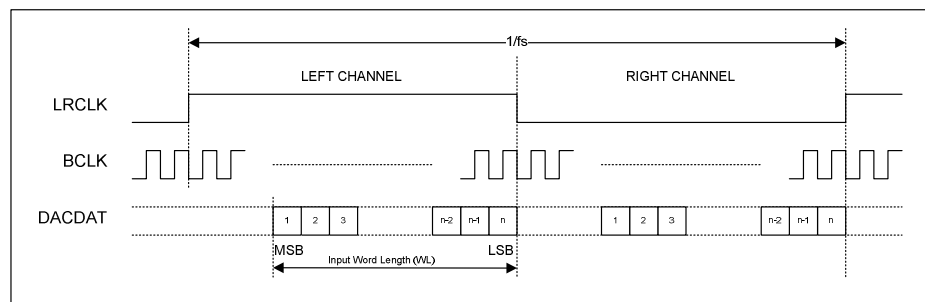 1/fs
LEFT CHANNEL RIGHT CHANNEL
LRCLK
BCLK
DACDAT 1 2 3 n-2 n-1 n 1 2 3 n-2 n-1 n
MSB LSB
Input Word Length (WL)